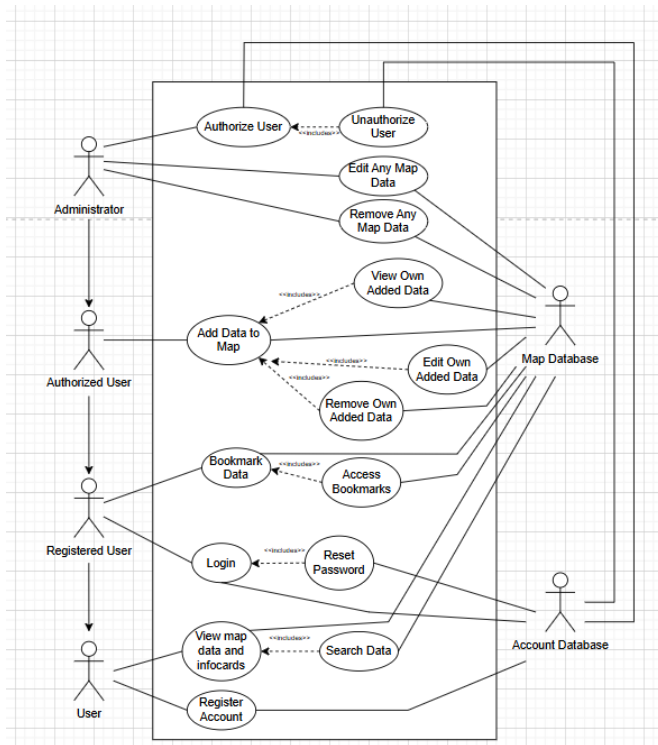 Authorize User
<<includes>>
Unauthorize
User
Administrator
Edit Any Map
Data
Remove Any
Map Data
View Own
Added Data
<<includes>>
Authorized User
Add Data to
Map
<<includes>>
Edit Own
Added Data
Map Database
Remove Own
Added Data
<<includes>>
Bookmark
Data
<<includes>>
Access
Bookmarks
Registered User
Login
<<includes>>
Reset
Password
Account Database
View map
data and
infocards
<<includes>>
Search Data
User
Register
Account